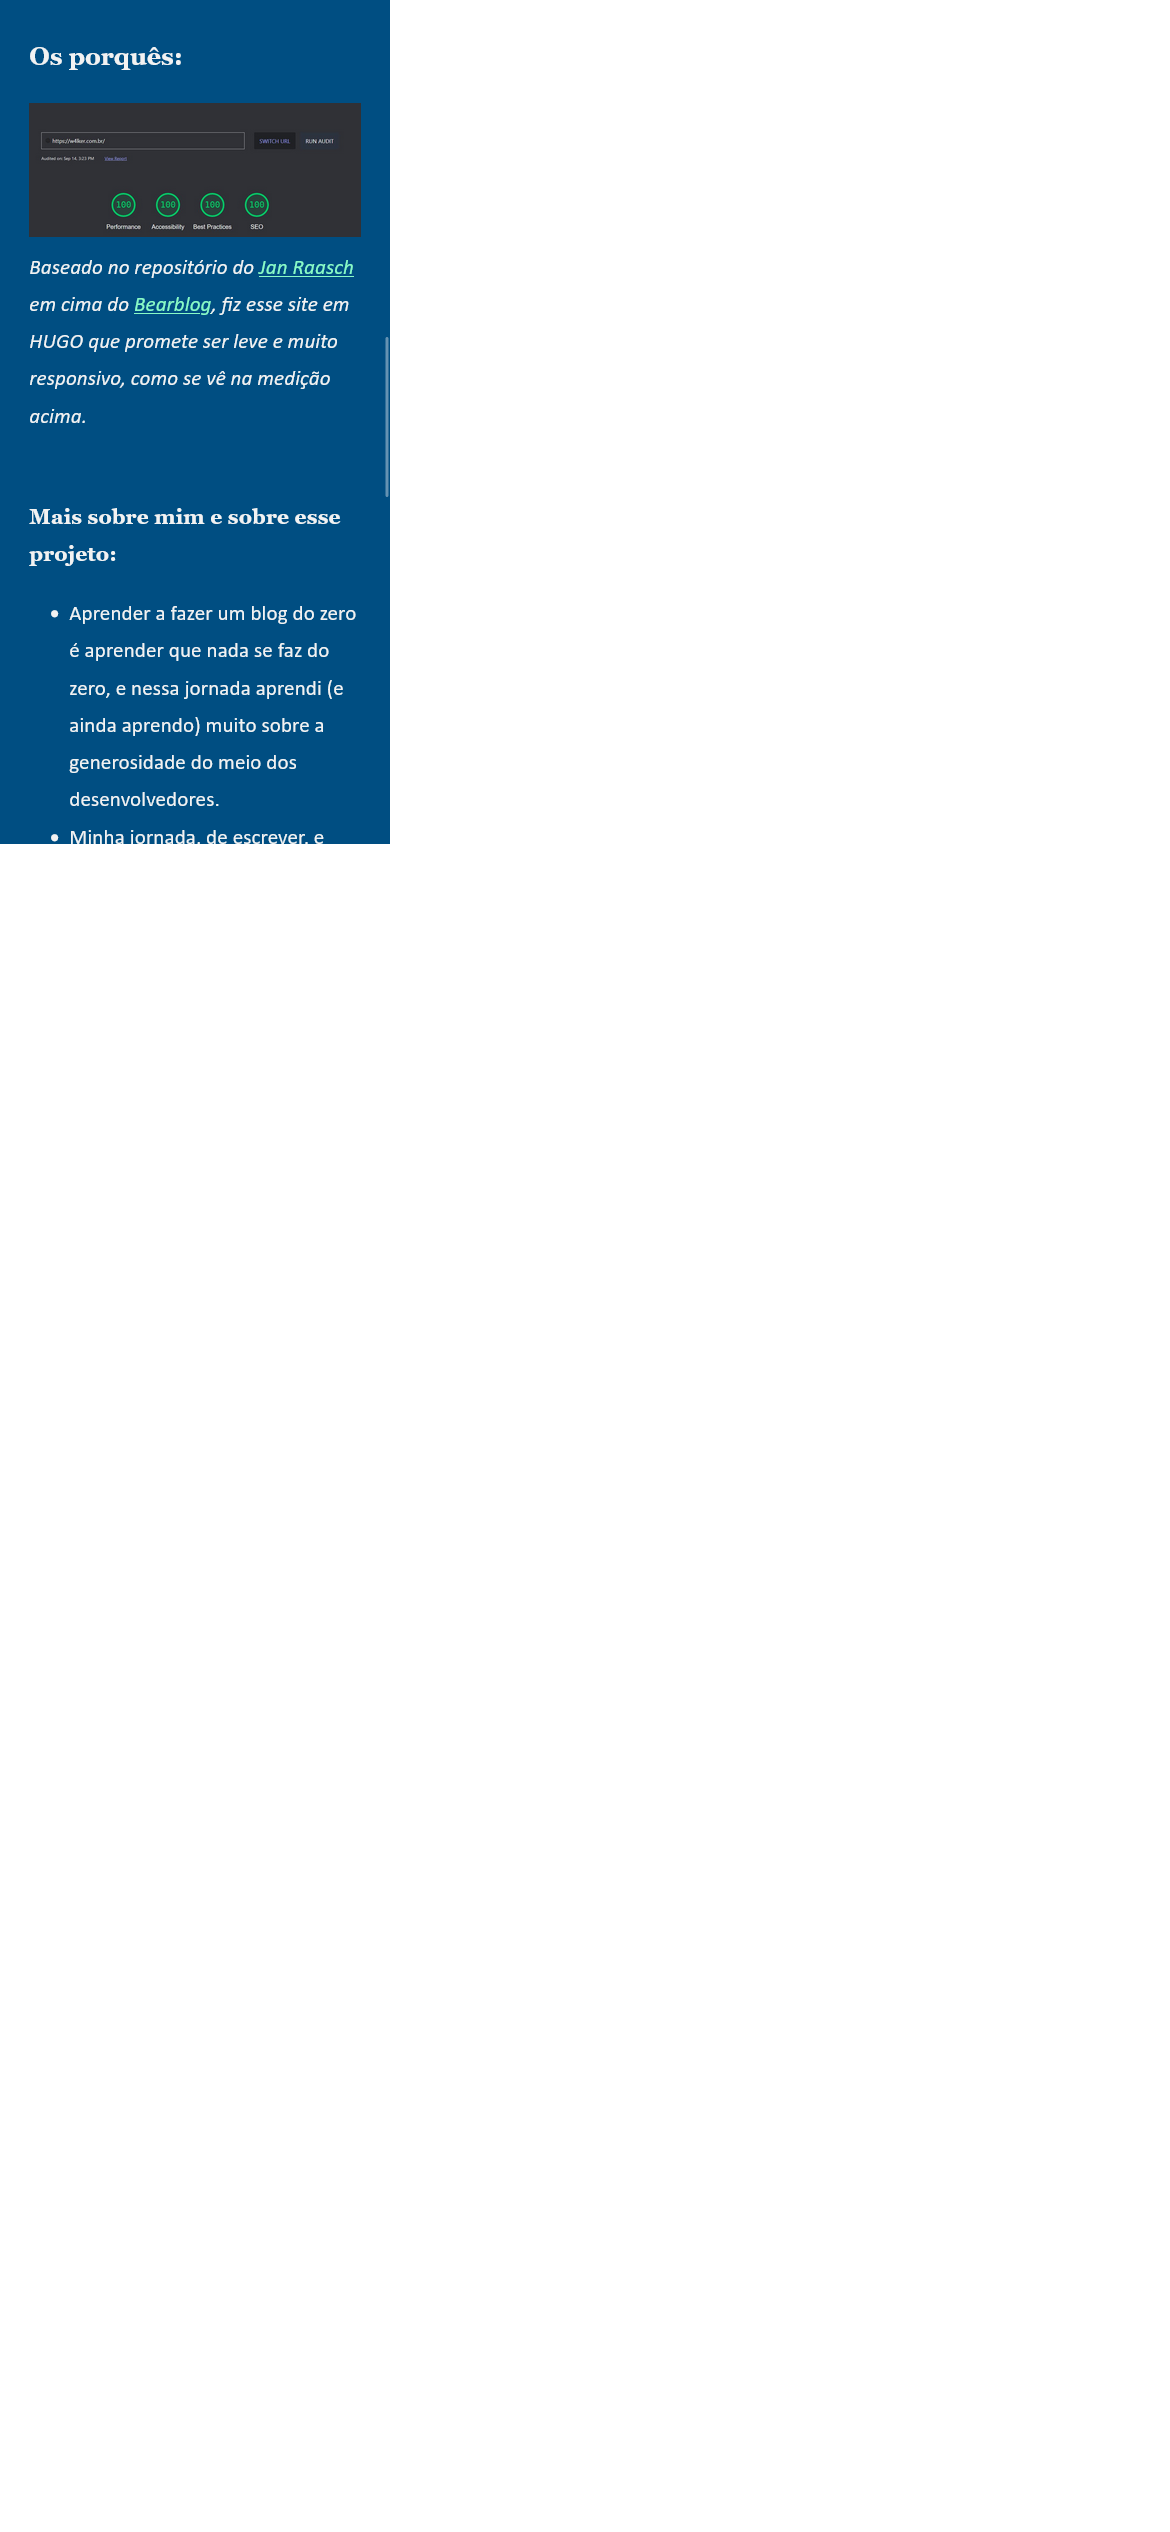 Os porquês:
https://w4lker.com.br/
SWITCH URL
RUN AUDIT
Audited on: Sep 14, 3:23 PM
View Report
100 100 100 100
Performance Accessibility Best Practices SEO
Baseado no repositório do Jan Raasch
em cima do Bearblog, fiz esse site em
HUGO que promete ser leve e muito
responsivo, como se vê na medição
acima.
Mais sobre mim e sobre esse
projeto:
• Aprender a fazer um blog do zero
é aprender que nada se faz do
zero, e nessa jornada aprendi (e
ainda aprendo) muito sobre a
generosidade do meio dos
desenvolvedores.
• Minha jornada, de escrever, e